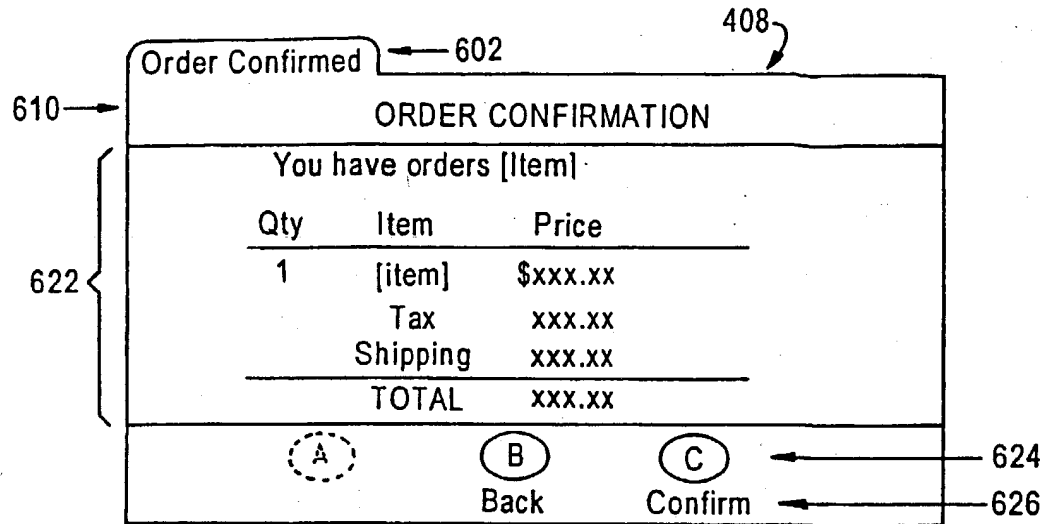 408
Order Confirmed 602
610 ORDER CONFIRMATION
You have orders [Item]
Qty Item Price
622 1 [item] $xxx.xx
Tax xxx.xx
Shipping xxx.xx
TOTAL xxx.xx
A B C 624
Back Confirm 626